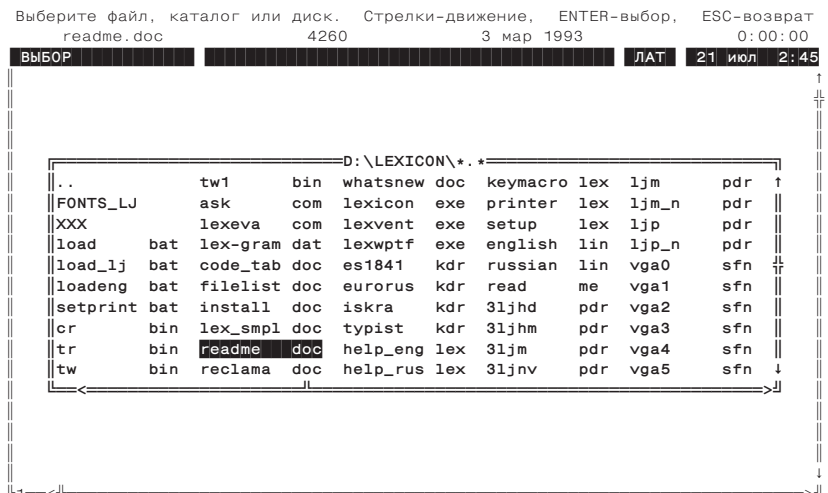 Выберите файл, каталог или диск. Стрелки-движение, ENTER-выбор, ESC-возврат
readme.doc 4260 3 мар 1993 0:00:00
ВЫБОР ЛАТ 21 июл 2:45
D:\LEXICON\*.*
.. tw1 bin whatsnew doc keymacro lex ljm pdr
FONTS_LJ ask com lexicon exe printer lex ljm_n pdr
XXX lexeva com lexvent exe setup lex ljp pdr
load bat lex-gram dat lexwptf exe english lin ljp_n pdr
load_lj bat code_tab doc es1841 kdr russian lin vga0 sfn
loadeng bat filelist doc eurorus kdr read me vga1 sfn
setprint bat install doc iskra kdr 3ljhd pdr vga2 sfn
cr bin lex_smpl doc typist kdr 3ljhm pdr vga3 sfn
tr bin readme doc help_eng lex 3ljm pdr vga4 sfn
tw bin reclama doc help_rus lex 3ljnv pdr vga5 sfn
1